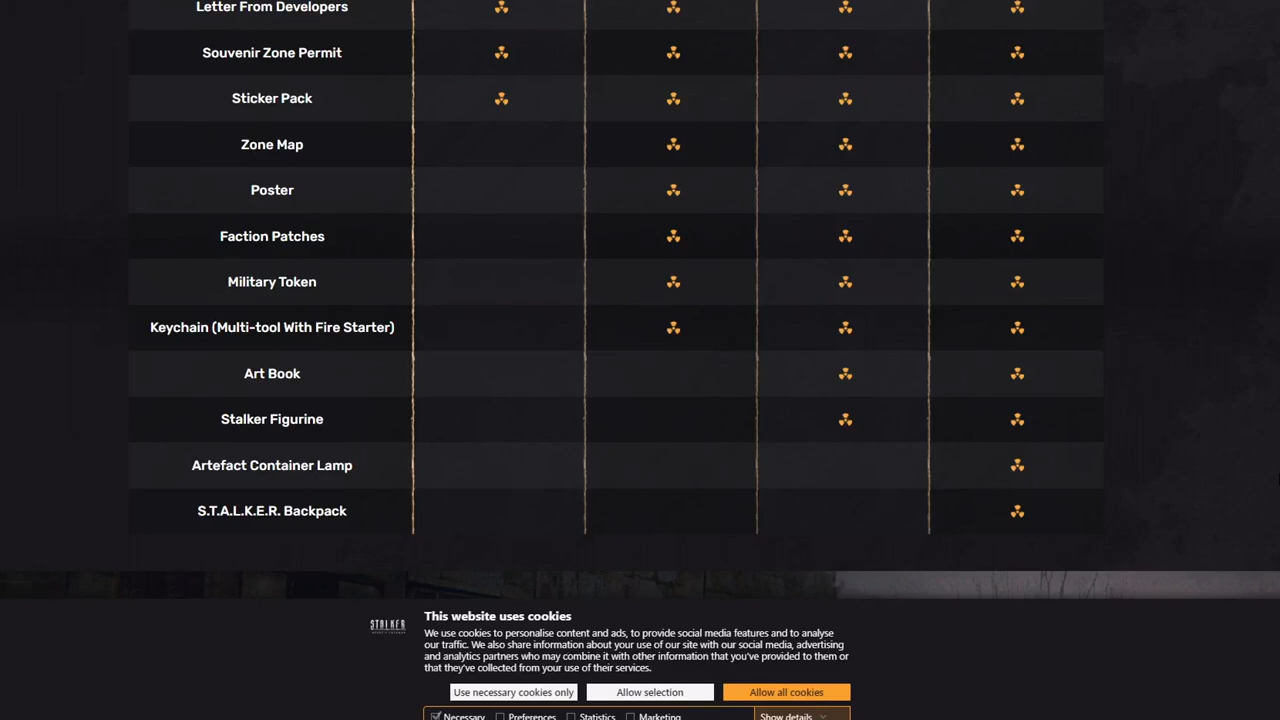 Letter From Developers
Souvenir Zone Permit
Sticker Pack
Zone Map
Poster
Faction Patches
Military Token
Keychain (Multi-tool With Fire Starter)
Art Book
Stalker Figurine
Artefact Container Lamp
S.T.A.L.K.E.R. Backpack
STALKER
This website uses cookies
We use cookies to personalise content and ads, to provide social media features and to analyse
our traffic. We also share information about your use of our site with our social media, advertising
and analytics partners who may combine it with other information that you've provided to them or
that they've collected from your use of their services.
Use necessary cookies only
Allow selection
Allow all cookies
Necessary
Preferences
Statistics
Marketing
Show details